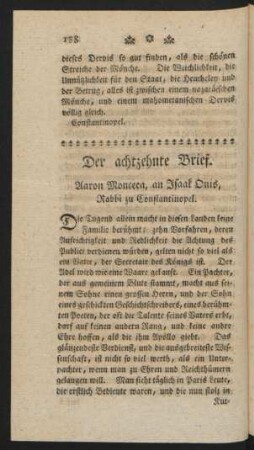 188
dieses Dervis so gut finden, als die schönen
Streiche der Mönche. Die Weichlichkeit, die
Unnützlichkeit für den Staat, die Heucheley und
der Betrug, alles ist zwischen einem nazaräischen
Mönche, und einem mahometanischen Dervis
völlig gleich.
Constantinopel.
Der achtzehnte Brief.
Aaron Monceca, an Isaak Onis,
Rabbi zu Constantinopel.
Die Tugend allein macht in diesen Landen keine
Familie berühmt: zehn Vorfahren, deren
Aufrichtigkeit und Redlichkeit die Achtung des
Publici verdienen würden, gelten nicht so viel als
ein Vater, der Secretair des Königs ist. Der
Adel wird wie eine Waare gekauft. Ein Pachter,
der aus gemeinem Blute stammt, macht aus sei-
nem Sohne einen grossen Herrn, und der Sohn
eines geschickten Geschichtschreibers, eines berühm-
ten Poeten, der oft die Talente seines Vaters erbt,
darf auf keinen andern Rang, und keine andre
Ehre hoffen, als die ihm Apollo giebt. Das
glänzendeste Verdienst, und die ausgebreiteste Wis-
senschaft, ist nicht so viel werth, als ein Unter-
pachter, wenn man zu Ehren und Reichthümern
gelangen will. Man sieht täglich in Paris Leute,
die erstlich Bediente waren, und die nun stolz in
Kut-